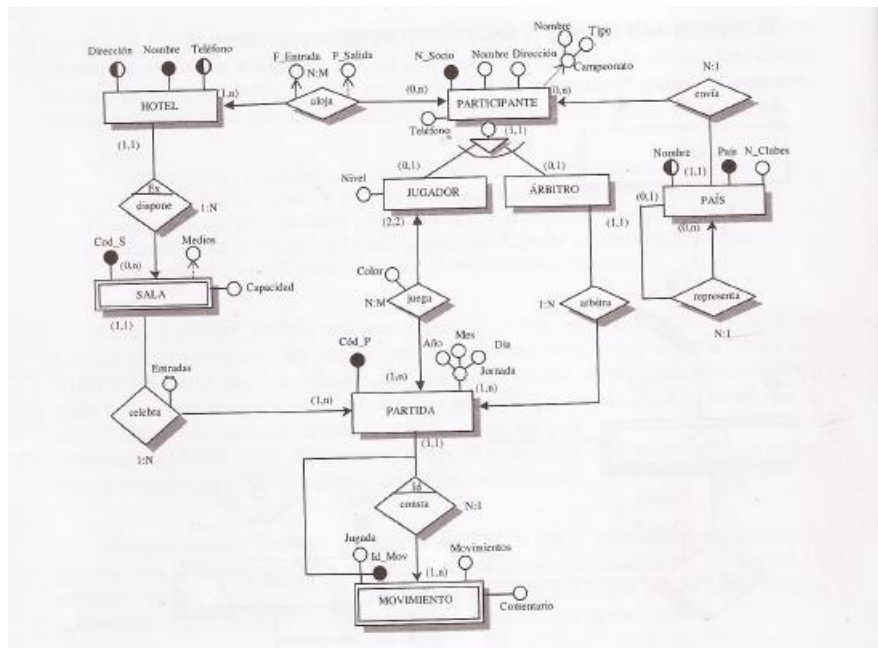 Nombre
Tipo
Dirección Nombre Teléfono
F_Entrada F_Salida
N_Socio Nombre Dirección
Campeonato
N:M
N:1
(1,n)
(0,n)
(0,n)
HOTEL
aloja
PARTICIPANTE
envía
Teléfono
(1,1)
(1,1)
(0,1)
(0,1)
Nombre País N_Clubes
(1,1)
Nivel
JUGADOR
ÁRBITRO
(0,1)
PAÍS
Ex
dispone
1:N
(2,2)
(1,1)
(0,n)
Cod_S
Medios
(0,n)
Color
SALA
Capacidad
N:M
juega
1:N
arbitra
representa
(1,1)
N:1
Cód_P
Año
Mes
Día
Jornada
Entradas
(1,n)
(1,n)
(1,n)
celebra
PARTIDA
(1,1)
1:N
Id
consta
N:1
Jugada
Id_Mov
Movimientos
(1,n)
MOVIMIENTO
Comentario